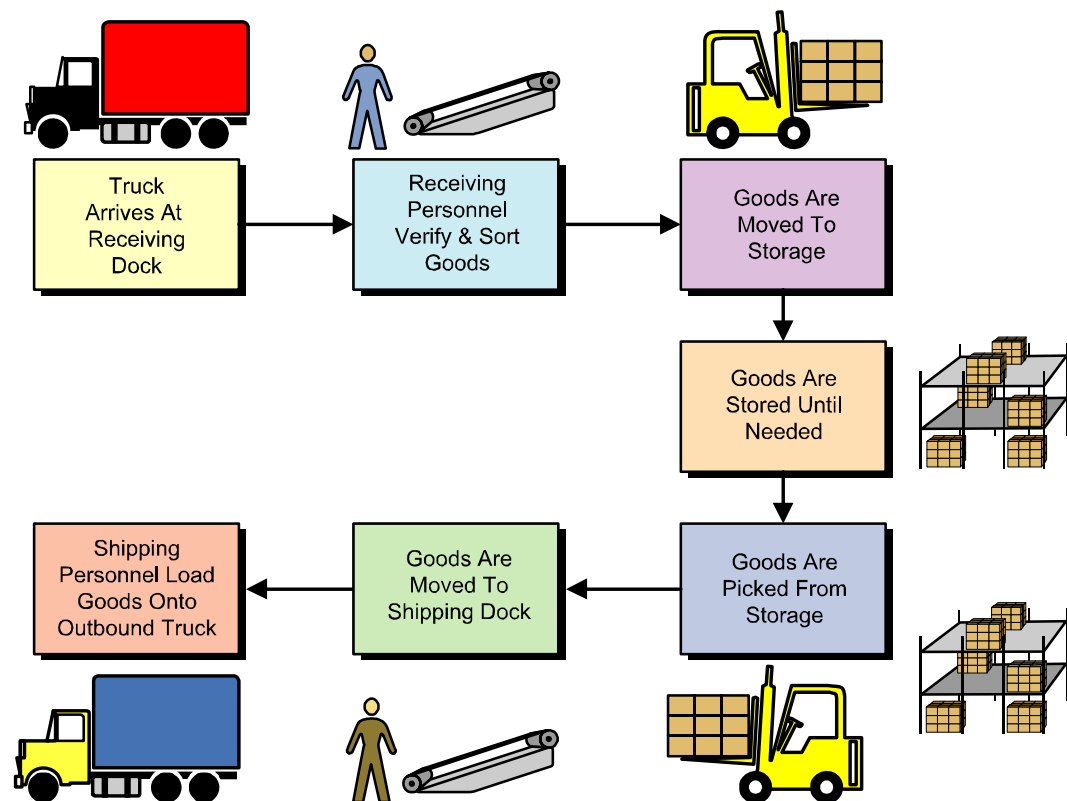 Truck
Arrives At
Receiving
Dock
Receiving
Personnel
Verify & Sort
Goods
Goods Are
Moved To
Storage
Goods Are
Stored Until
Needed
Goods Are
Picked From
Storage
Goods Are
Moved To
Shipping Dock
Shipping
Personnel Load
Goods Onto
Outbound Truck